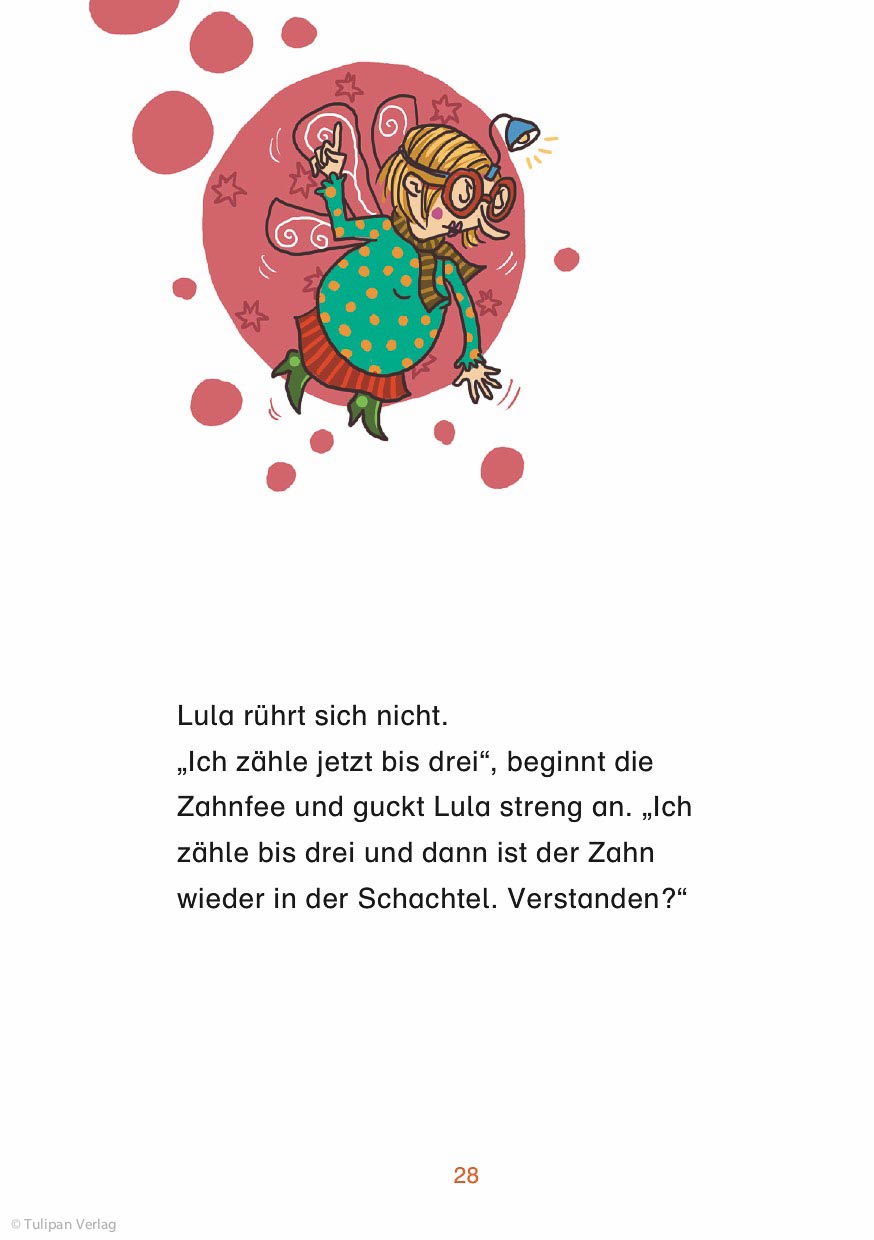 Lula rührt sich nicht.
„Ich zähle jetzt bis drei“, beginnt die
Zahnfee und guckt Lula streng an. „Ich
zähle bis drei und dann ist der Zahn
wieder in der Schachtel. Verstanden?“
28
© Tulipan Verlag